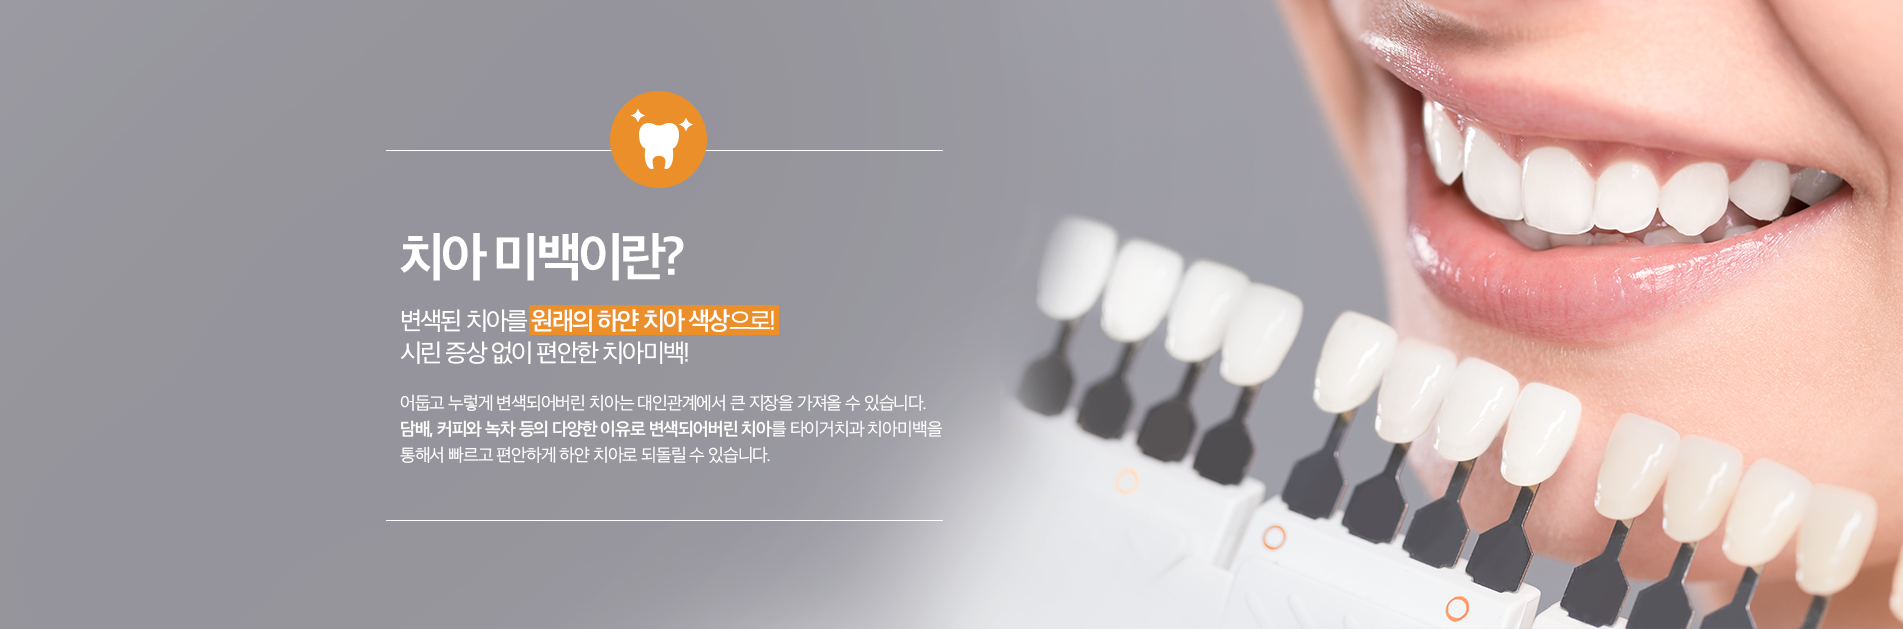 치아 미백이란?
변색된 치아를 원래의 하얀 치아 색상으로!
시린 증상 없이 편안한 치아미백!
어둡고 누렇게 변색되어버린 치아는 대인관계에서 큰 지장을 가져올 수 있습니다.
담배, 커피와 녹차 등의 다양한 이유로 변색되어버린 치아를 타이거치과 치아미백을
통해서 빠르고 편안하게 하얀 치아로 되돌릴 수 있습니다.